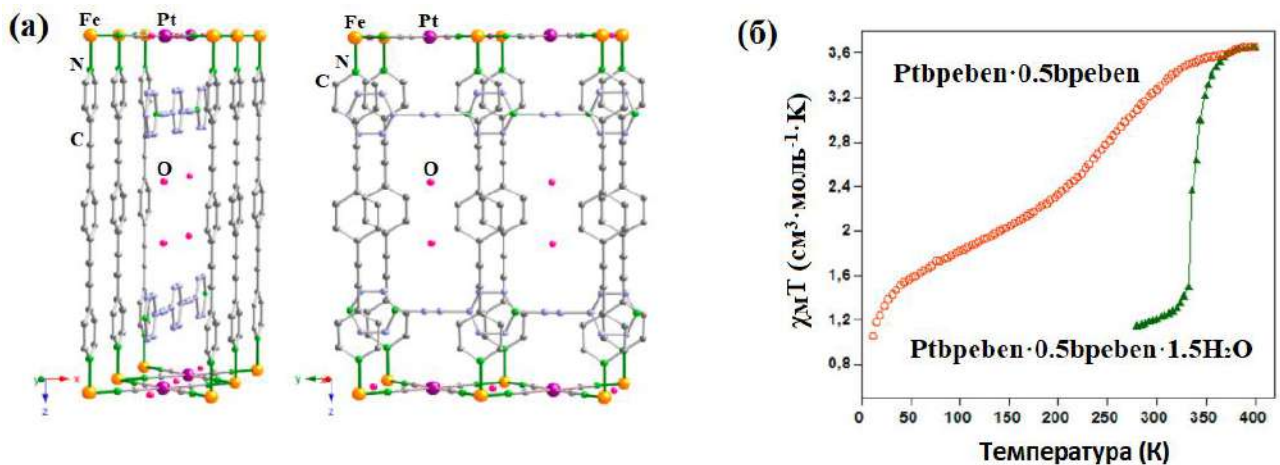 (а)
Fe
Pt
N
C
O
y
x
z
Fe
Pt
N
C
O
y
x
z
(б)
χмT (см³·моль⁻¹·К)
3,6
3,2
2,8
2,4
2
1,6
1,2
0,8
Ptbpeben·0.5bpeben
Ptbpeben·0.5bpeben·1.5H₂O
0
50
100
150
200
250
300
350
400
Температура (К)